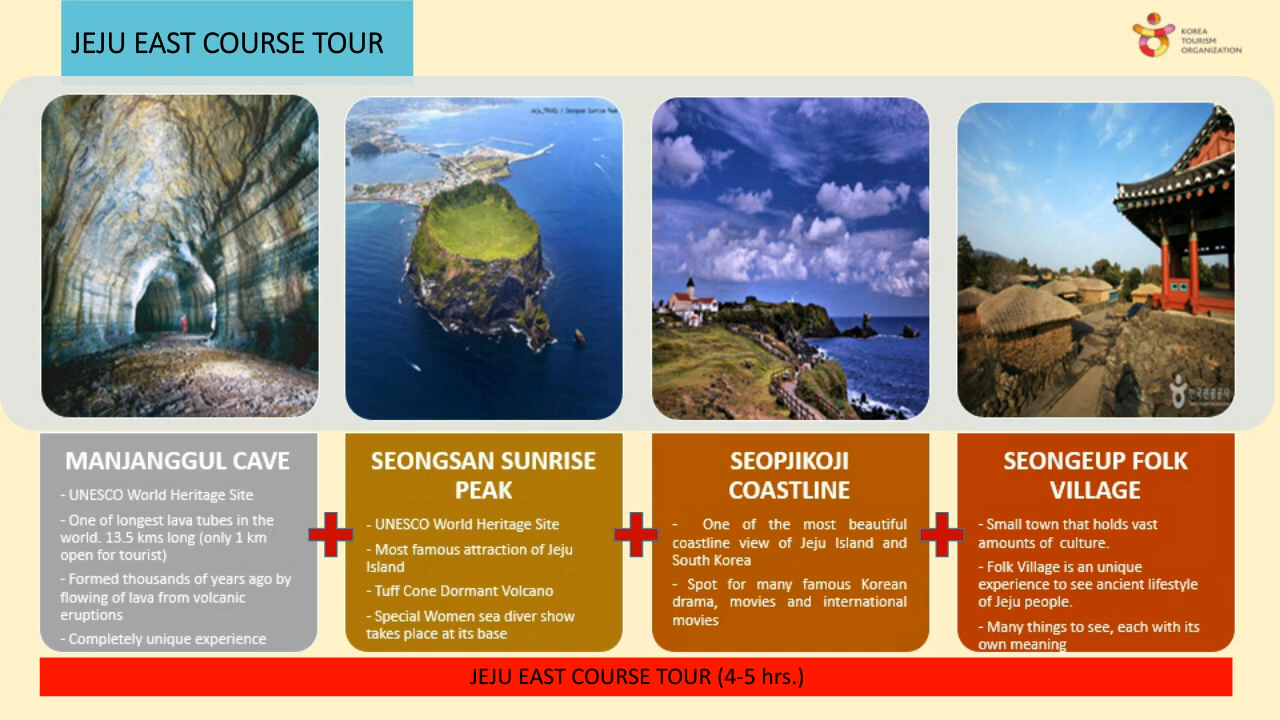 JEJU EAST COURSE TOUR
KOREA
TOURISM
ORGANIZATION
MANJANGGUL CAVE
- UNESCO World Heritage Site
- One of longest lava tubes in the
world. 13.5 kms long (only 1 km
open for tourist)
- Formed thousands of years ago by
flowing of lava from volcanic
eruptions
- Completely unique experience
SEONGSAN SUNRISE
PEAK
- UNESCO World Heritage Site
- Most famous attraction of Jeju
Island
- Tuff Cone Dormant Volcano
- Special Women sea diver show
takes place at its base
SEOPJIKOJI
COASTLINE
- One of the most beautiful
coastline view of Jeju Island and
South Korea
- Spot for many famous Korean
drama, movies and international
movies
한국관광공사
SEONGEUP FOLK
VILLAGE
- Small town that holds vast
amounts of culture.
- Folk Village is an unique
experience to see ancient lifestyle
of Jeju people.
- Many things to see, each with its
own meaning
JEJU EAST COURSE TOUR (4-5 hrs.)